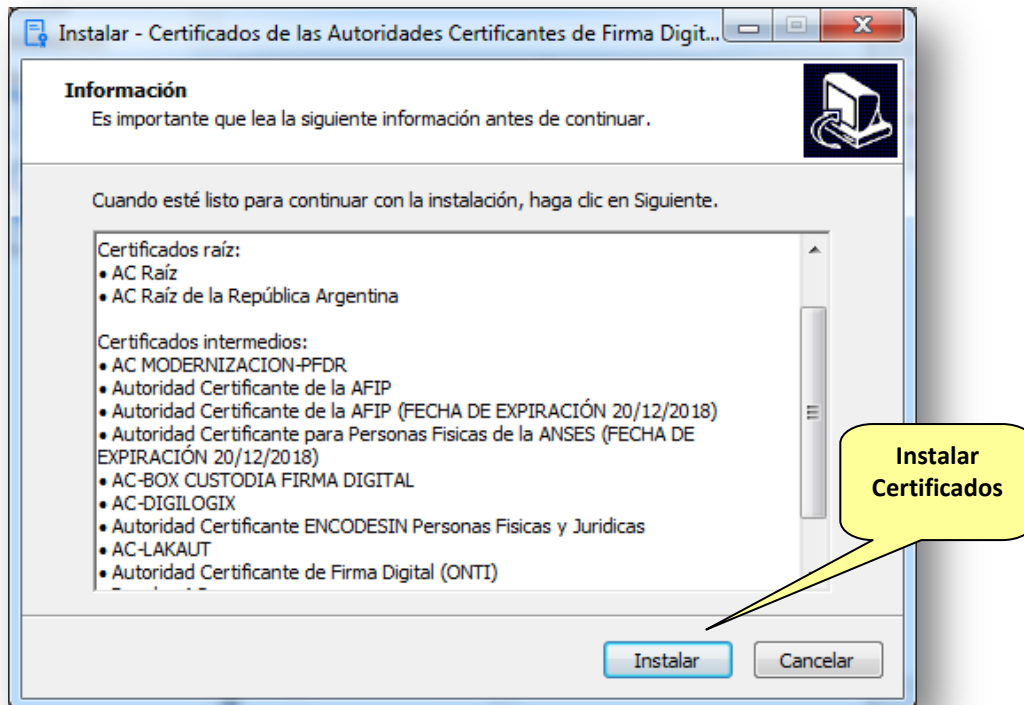 Instalar - Certificados de las Autoridades Certificantes de Firma Digit...
Información
Es importante que lea la siguiente información antes de continuar.
Cuando esté listo para continuar con la instalación, haga clic en Siguiente.
Certificados raíz:
• AC Raíz
• AC Raíz de la República Argentina
Certificados intermedios:
• AC MODERNIZACION-PFDR
• Autoridad Certificante de la AFIP
• Autoridad Certificante de la AFIP (FECHA DE EXPIRACIÓN 20/12/2018)
• Autoridad Certificante para Personas Fisicas de la ANSES (FECHA DE
EXPIRACIÓN 20/12/2018)
• AC-BOX CUSTODIA FIRMA DIGITAL
• AC-DIGILOGIX
• Autoridad Certificante ENCODESIN Personas Fisicas y Juridicas
• AC-LAKAUT
• Autoridad Certificante de Firma Digital (ONTI)
Instalar
Certificados
Instalar
Cancelar